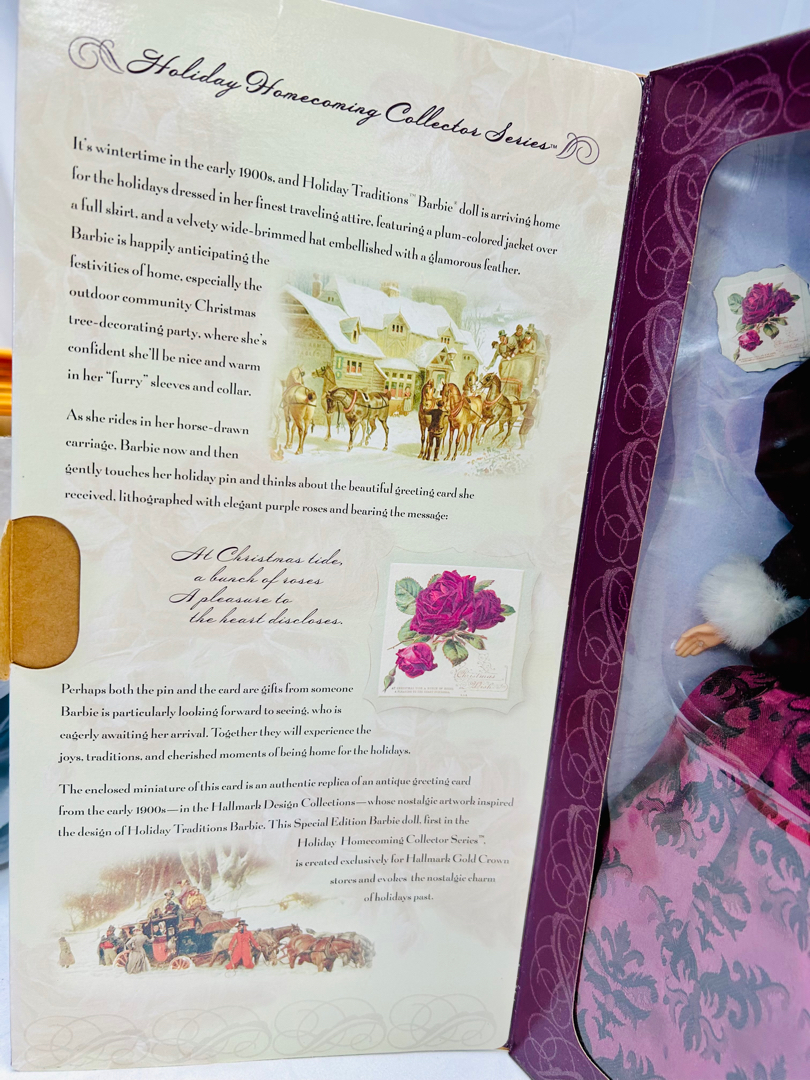 Holiday Homecoming Collector Series™
It's wintertime in the early 1900s, and Holiday Traditions™ Barbie® doll is arriving home
for the holidays dressed in her finest traveling attire, featuring a plum-colored jacket over
a full skirt, and a velvety wide-brimmed hat embellished with a glamorous feather.
Barbie is happily anticipating the
festivities of home, especially the
outdoor community Christmas
tree-decorating party, where she's
confident she'll be nice and warm
in her "furry" sleeves and collar.
As she rides in her horse-drawn
carriage, Barbie now and then
gently touches her holiday pin and thinks about the beautiful greeting card she
received, lithographed with elegant purple roses and bearing the message:
At Christmas tide,
a bunch of roses
A pleasure to
the heart discloses.
Perhaps both the pin and the card are gifts from someone
Barbie is particularly looking forward to seeing, who is
eagerly awaiting her arrival. Together they will experience the
joys, traditions, and cherished moments of being home for the holidays.
The enclosed miniature of this card is an authentic replica of an antique greeting card
from the early 1900s—in the Hallmark Design Collections—whose nostalgic artwork inspired
the design of Holiday Traditions Barbie. This Special Edition Barbie doll, first in the
Holiday Homecoming Collector Series™,
is created exclusively for Hallmark Gold Crown
stores and evokes the nostalgic charm
of holidays past.